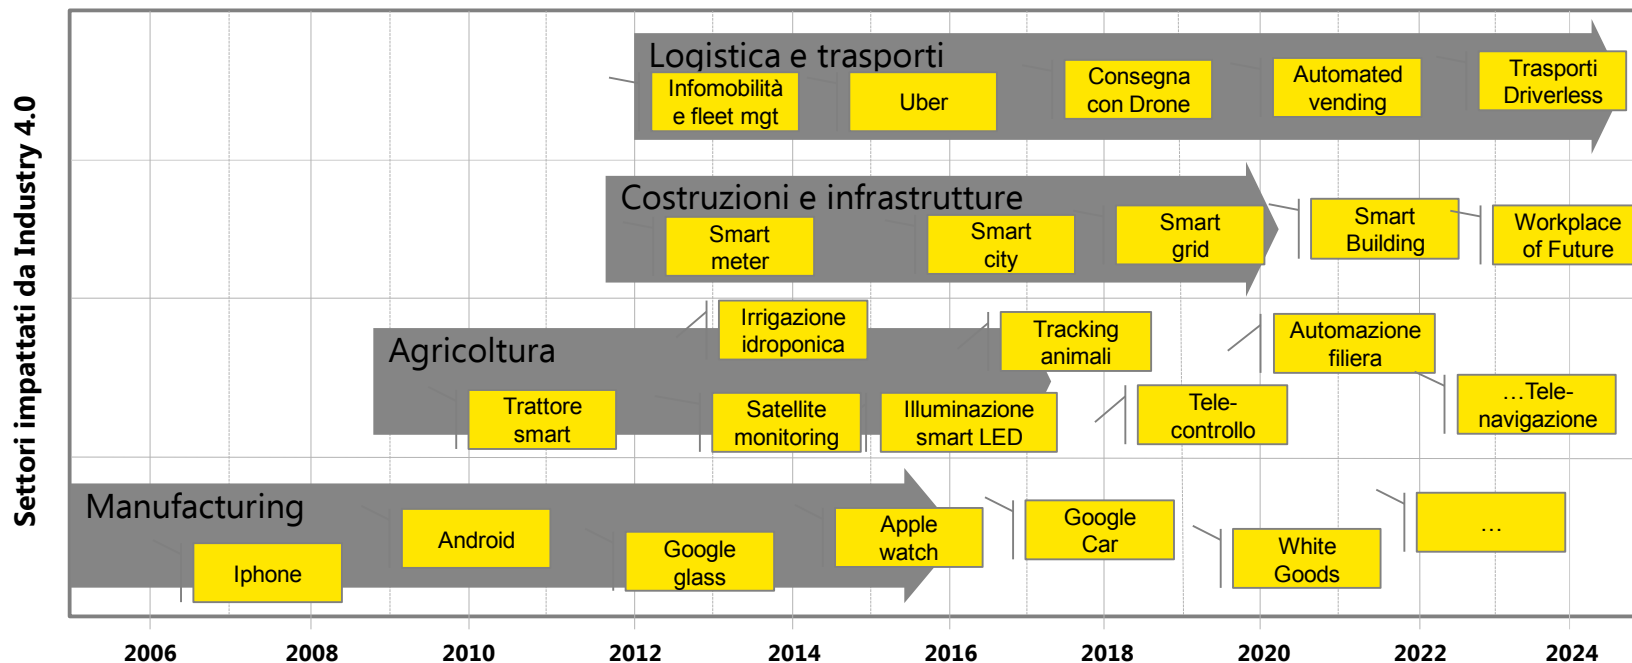 Settori impattati da Industry 4.0
Logistica e trasporti
Infomobilità
e fleet mgt
Uber
Consegna
con Drone
Automated
vending
Trasporti
Driverless
Costruzioni e infrastrutture
Smart
meter
Smart
city
Smart
grid
Smart
Building
Workplace
of Future
Agricoltura
Irrigazione
idroponica
Tracking
animali
Automazione
filiera
Trattore
smart
Satellite
monitoring
Illuminazione
smart LED
Tele-
controllo
…Tele-
navigazione
Manufacturing
Iphone
Android
Google
glass
Apple
watch
Google
Car
White
Goods
…
2006 2008 2010 2012 2014 2016 2018 2020 2022 2024